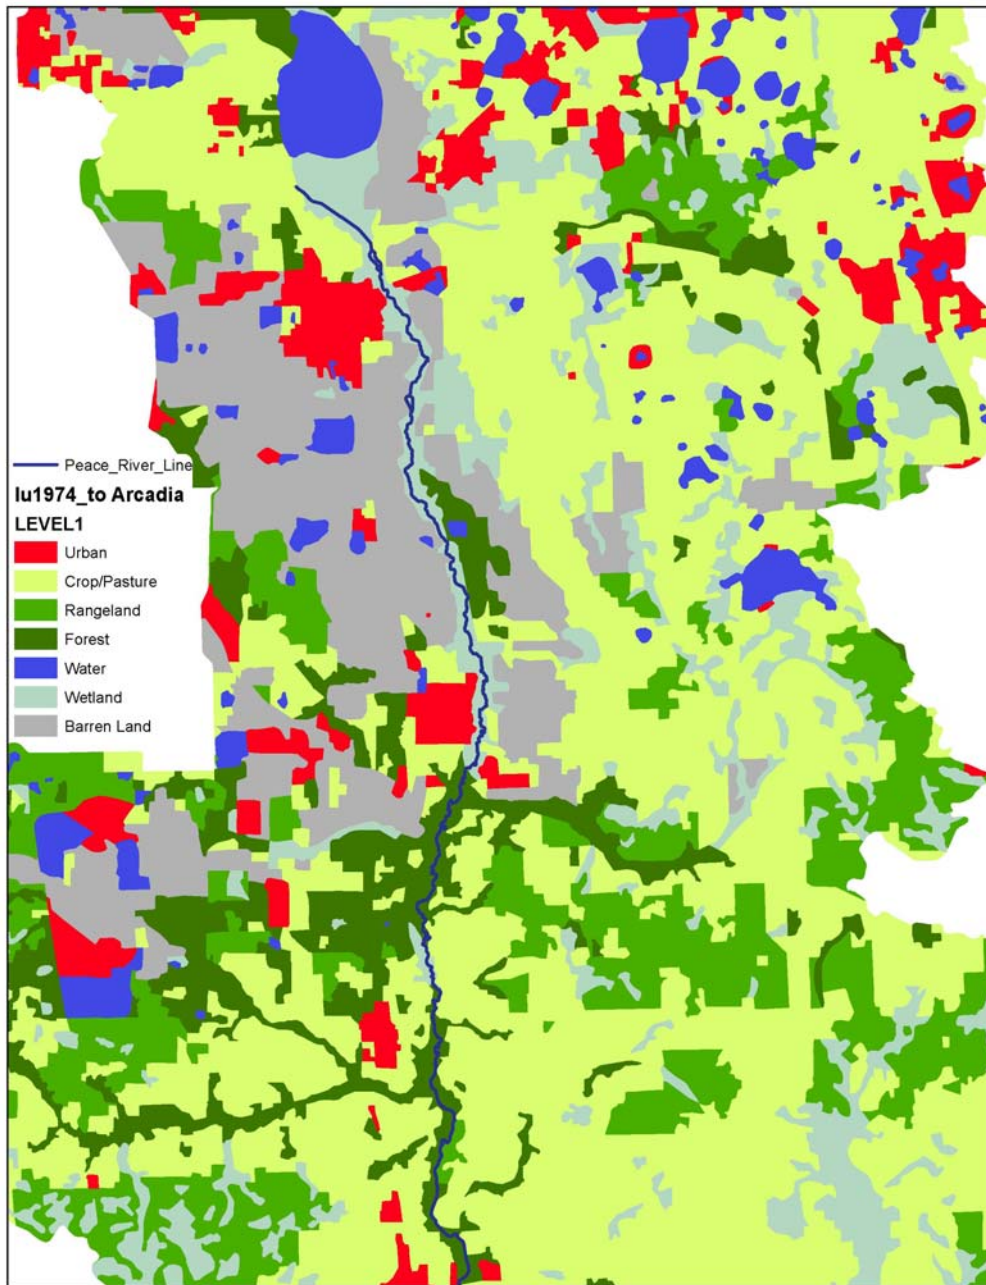 Peace_River_Line
lu1974_to Arcadia
LEVEL1
Urban
Crop/Pasture
Rangeland
Forest
Water
Wetland
Barren Land